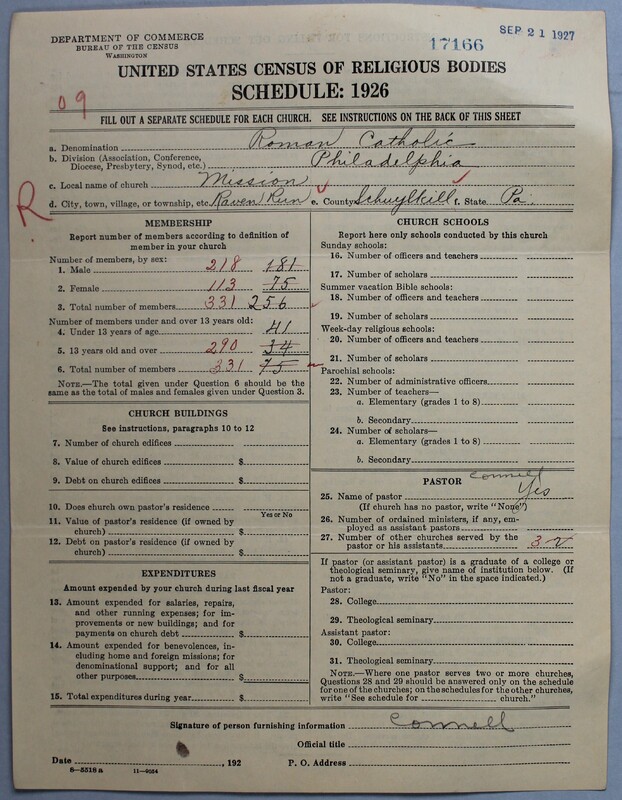 DEPARTMENT OF COMMERCE
BUREAU OF THE CENSUS
WASHINGTON
17166
SEP 21 1927
UNITED STATES CENSUS OF RELIGIOUS BODIES
SCHEDULE: 1926
09
FILL OUT A SEPARATE SCHEDULE FOR EACH CHURCH. SEE INSTRUCTIONS ON THE BACK OF THIS SHEET
a. Denomination Roman Catholic
b. Division (Association, Conference, Diocese, Presbytery, Synod, etc.) Philadelphia
c. Local name of church Mission
d. City, town, village, or township, etc. Raven Run e. County Schuylkill f. State Pa.
R
MEMBERSHIP
Report number of members according to definition of
member in your church
Number of members, by sex:
1. Male 218 181
2. Female 113 75
3. Total number of members 331 256
Number of members under and over 13 years old:
4. Under 13 years of age 41
5. 13 years old and over 290 34
6. Total number of members 331 75
NOTE.—The total given under Question 6 should be
same as the total of males and females given under Question 3.
CHURCH BUILDINGS
See instructions, paragraphs 10 to 12
7. Number of church edifices
8. Value of church edifices $
9. Debt on church edifices $
10. Does church own pastor's residence
Yes or No
11. Value of pastor's residence (if owned by
church) $
12. Debt on pastor's residence (if owned by
church) $
EXPENDITURES
Amount expended by your church during last fiscal year
13. Amount expended for salaries, repairs,
and other running expenses; for im-
provements or new buildings; and for
payments on church debt $
14. Amount expended for benevolences, in-
cluding home and foreign missions; for
denominational support; and for all
other purposes $
15. Total expenditures during year $
CHURCH SCHOOLS
Report here only schools conducted by this church
Sunday schools:
16. Number of officers and teachers
17. Number of scholars
Summer vacation Bible schools:
18. Number of officers and teachers
19. Number of scholars
Week-day religious schools:
20. Number of officers and teachers
21. Number of scholars
Parochial schools:
22. Number of administrative officers
23. Number of teachers—
a. Elementary (grades 1 to 8)
b. Secondary
24. Number of scholars—
a. Elementary (grades 1 to 8)
b. Secondary
PASTOR
Connell
25. Name of pastor Yes
(If church has no pastor, write "None")
26. Number of ordained ministers, if any, em-
ployed as assistant pastors
27. Number of other churches served by the
pastor or his assistants 3
If pastor (or assistant pastor) is a graduate of a college or
theological seminary, give name of institution below. (If
not a graduate, write "No" in the space indicated.)
Pastor:
28. College
29. Theological seminary
Assistant pastor:
30. College
31. Theological seminary
NOTE.—Where one pastor serves two or more churches,
Questions 28 and 29 should be answered only on the schedule
for one of the churches; on the schedules for the other churches,
write "See schedule for church."
Signature of person furnishing information Connell
Official title
Date , 192 P. O. Address
8—5518a 11—9054